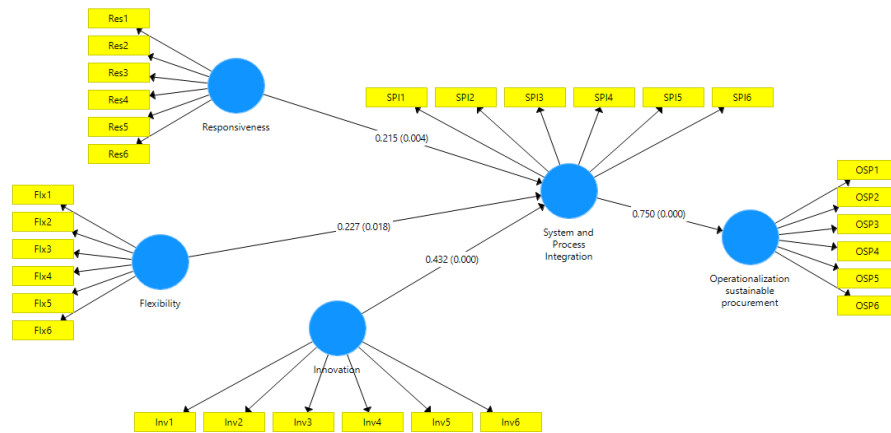 Res1
Res2
Res3
Res4
Res5
Res6
Responsiveness
SPI1
SPI2
SPI3
SPI4
SPI5
SPI6
0.215 (0.004)
Flx1
Flx2
Flx3
Flx4
Flx5
Flx6
Flexibility
0.227 (0.018)
0.432 (0.000)
System and
Process
Integration
0.750 (0.000)
OSP1
OSP2
OSP3
OSP4
OSP5
OSP6
Operationalization
sustainable
procurement
Innovation
Inv1
Inv2
Inv3
Inv4
Inv5
Inv6